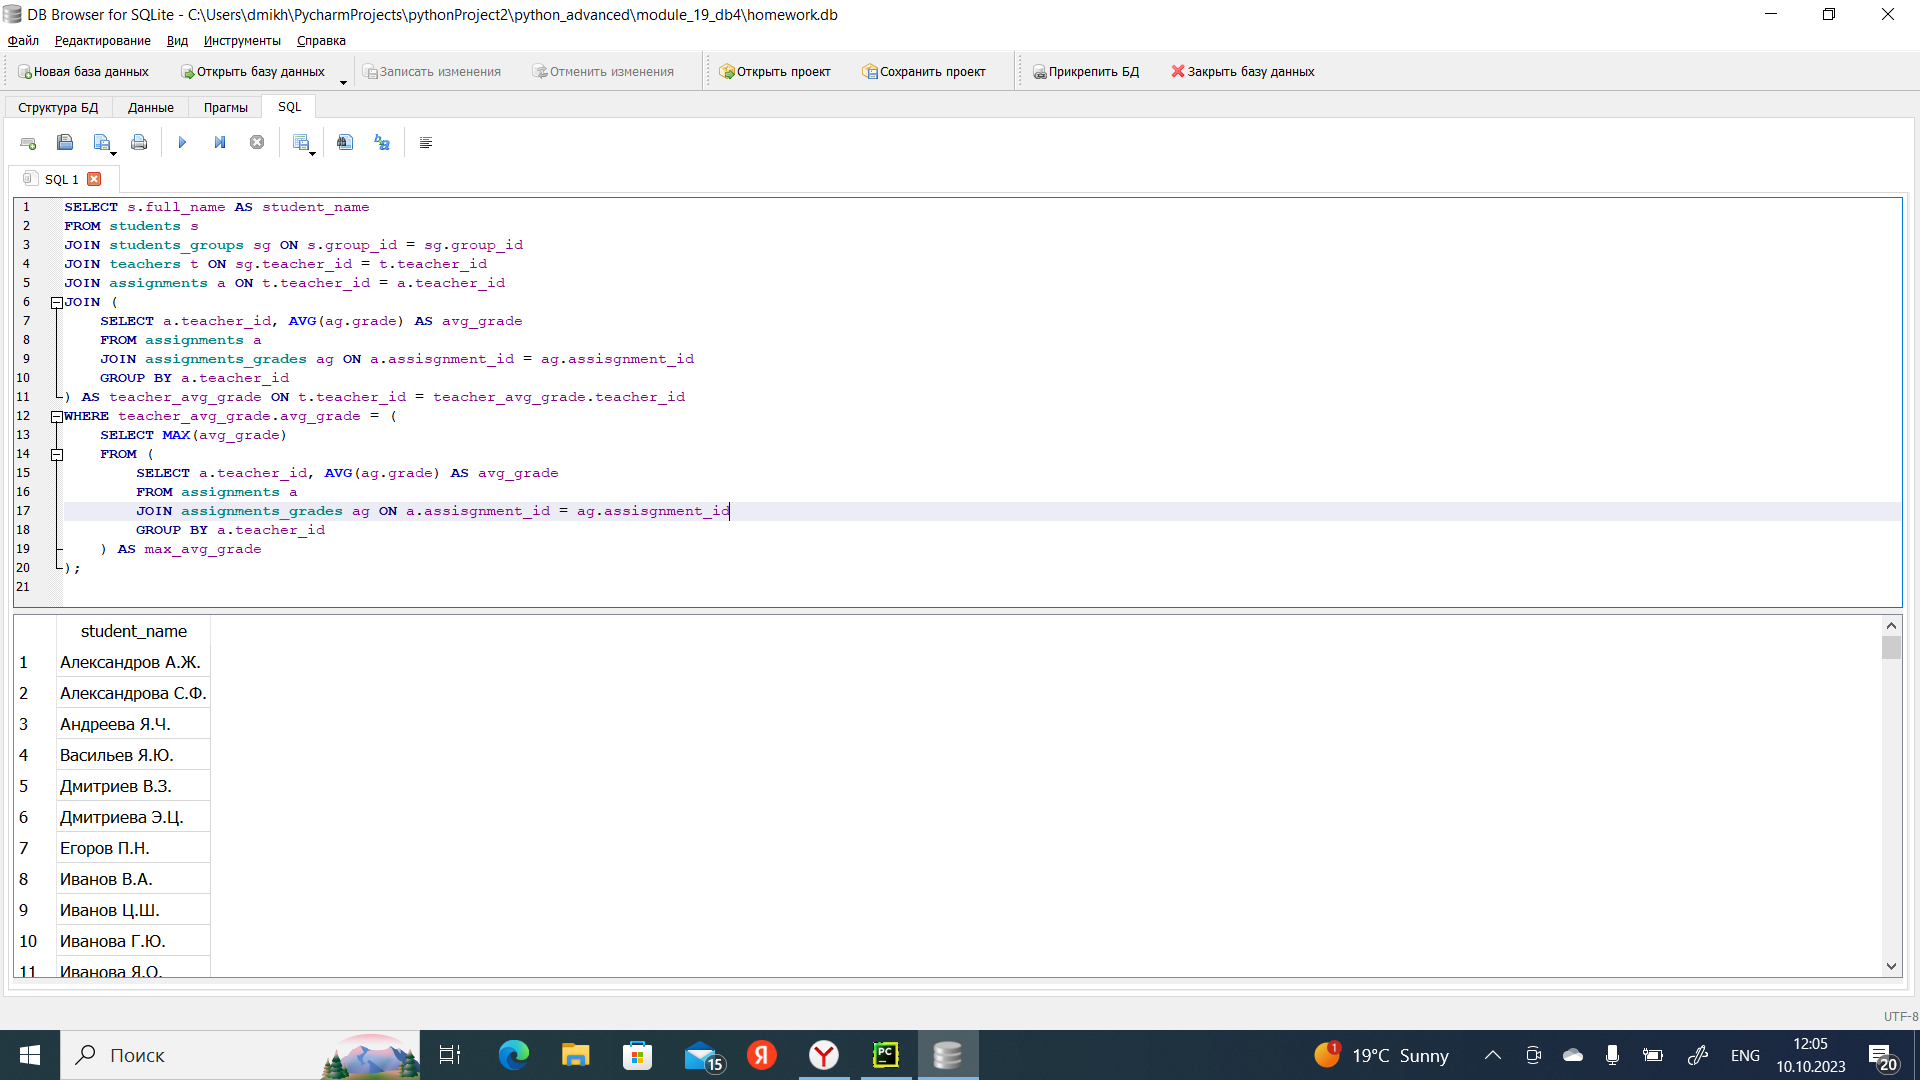 DB Browser for SQLite - C:\Users\dmikh\PycharmProjects\pythonProject2\python_advanced\module_19_db4\homework.db
Файл Редактирование Вид Инструменты Справка
Новая база данных Открыть базу данных Записать изменения Отменить изменения Открыть проект Сохранить проект Прикрепить БД Закрыть базу данных
Структура БД Данные Прагмы SQL
SQL 1
1 SELECT s.full_name AS student_name
2 FROM students s
3 JOIN students_groups sg ON s.group_id = sg.group_id
4 JOIN teachers t ON sg.teacher_id = t.teacher_id
5 JOIN assignments a ON t.teacher_id = a.teacher_id
6 JOIN (
7 SELECT a.teacher_id, AVG(ag.grade) AS avg_grade
8 FROM assignments a
9 JOIN assignments_grades ag ON a.assisgnment_id = ag.assisgnment_id
10 GROUP BY a.teacher_id
11 ) AS teacher_avg_grade ON t.teacher_id = teacher_avg_grade.teacher_id
12 WHERE teacher_avg_grade.avg_grade = (
13 SELECT MAX(avg_grade)
14 FROM (
15 SELECT a.teacher_id, AVG(ag.grade) AS avg_grade
16 FROM assignments a
17 JOIN assignments_grades ag ON a.assisgnment_id = ag.assisgnment_id
18 GROUP BY a.teacher_id
19 ) AS max_avg_grade
20 );
21
student_name
1 Александров А.Ж.
2 Александрова С.Ф.
3 Андреева Я.Ч.
4 Васильев Я.Ю.
5 Дмитриев В.З.
6 Дмитриева Э.Ц.
7 Егоров П.Н.
8 Иванов В.А.
9 Иванов Ц.Ш.
10 Иванова Г.Ю.
11 Иванова Я.О.
UTF-8
Поиск 15 Я Y PC 1 19°C Sunny ENG 12:05
10.10.2023 20